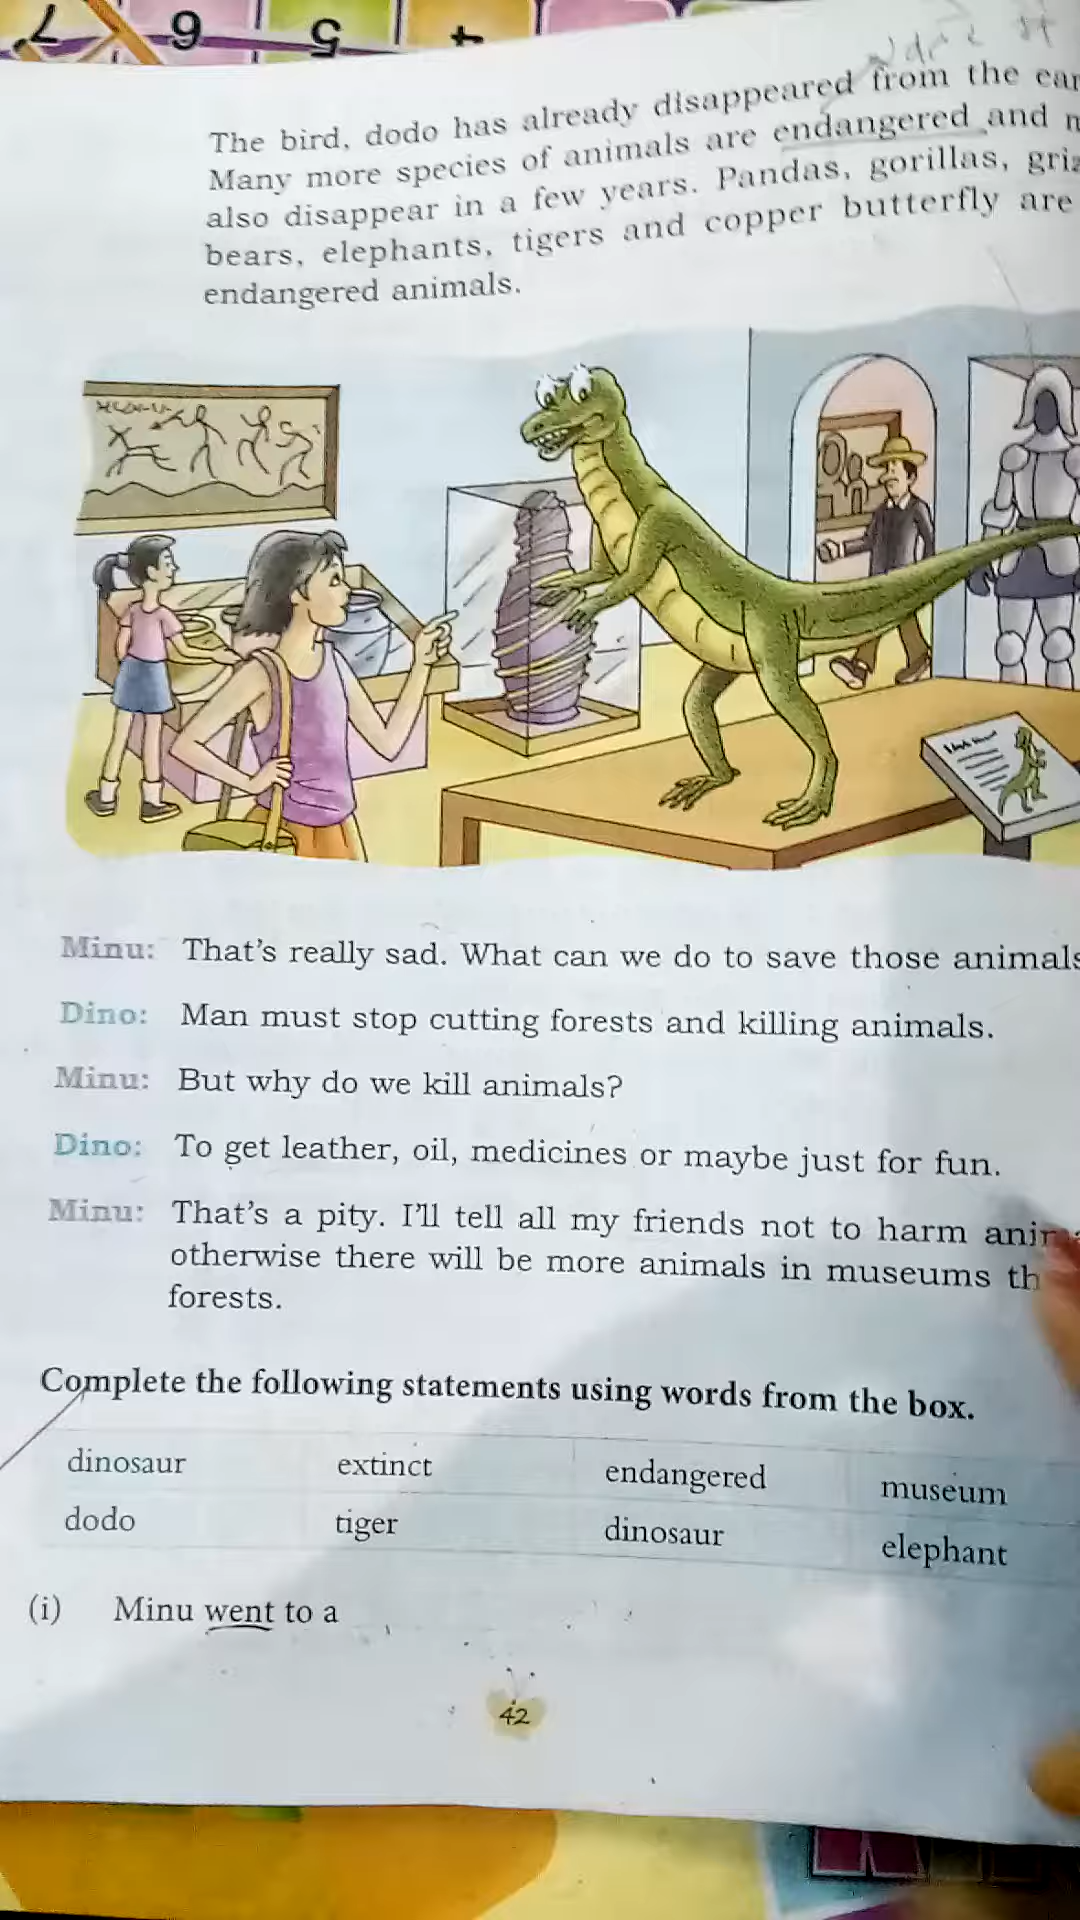 7 6 5 4
The bird, dodo has already disappeared from the
Many more species of animals are endangered and
also disappear in a few years. Pandas, gorillas,
bears, elephants, tigers and copper butterfly are
endangered animals.
Minu: That's really sad. What can we do to save those animals
Dino: Man must stop cutting forests and killing animals.
Minu: But why do we kill animals?
Dino: To get leather, oil, medicines or maybe just for fun.
Minu: That's a pity. I'll tell all my friends not to harm
otherwise there will be more animals in museums
forests.
Complete the following statements using words from the box.
dinosaur extinct endangered museum
dodo tiger dinosaur elephant
(i) Minu went to a
42